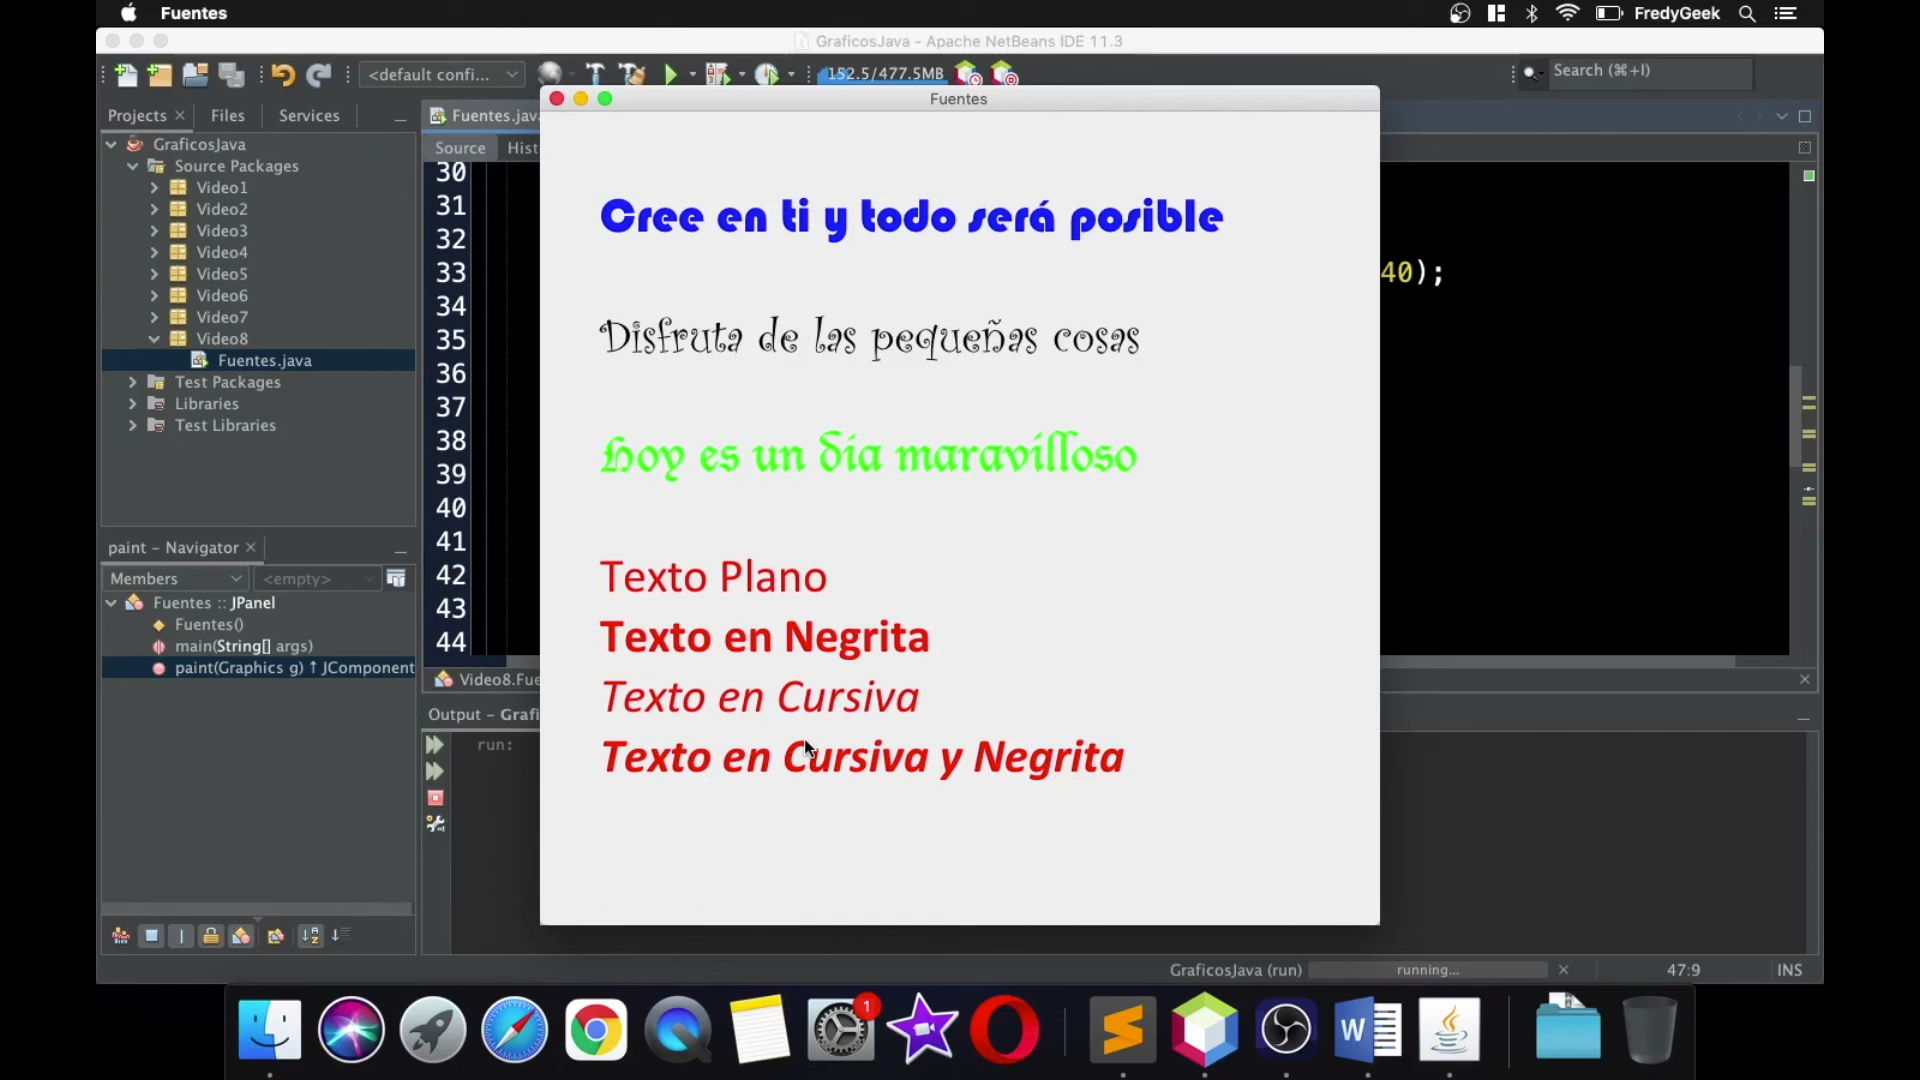 Fuentes
FredyGeek
GraficosJava - Apache NetBeans IDE 11.3
<default confi...
152.5/477.5MB
Search (⌘+I)
Projects
Files
Services
Fuentes.java
Source
GraficosJava
Source Packages
Video1
Video2
Video3
Video4
Video5
Video6
Video7
Video8
Fuentes.java
Test Packages
Libraries
Test Libraries
30
31
32
33
34
35
36
37
38
39
40
41
42
43
44
40);
Fuentes
Cree en ti y todo será posible
Disfruta de las pequeñas cosas
Hoy es un día maravilloso
Texto Plano
Texto en Negrita
Texto en Cursiva
Texto en Cursiva y Negrita
paint - Navigator
Members
<empty>
Fuentes :: JPanel
Fuentes()
main(String[] args)
paint(Graphics g) ↑ JComponent
Video8.Fue
Output - Grafi
run:
GraficosJava (run)
running...
47:9
INS
1
W